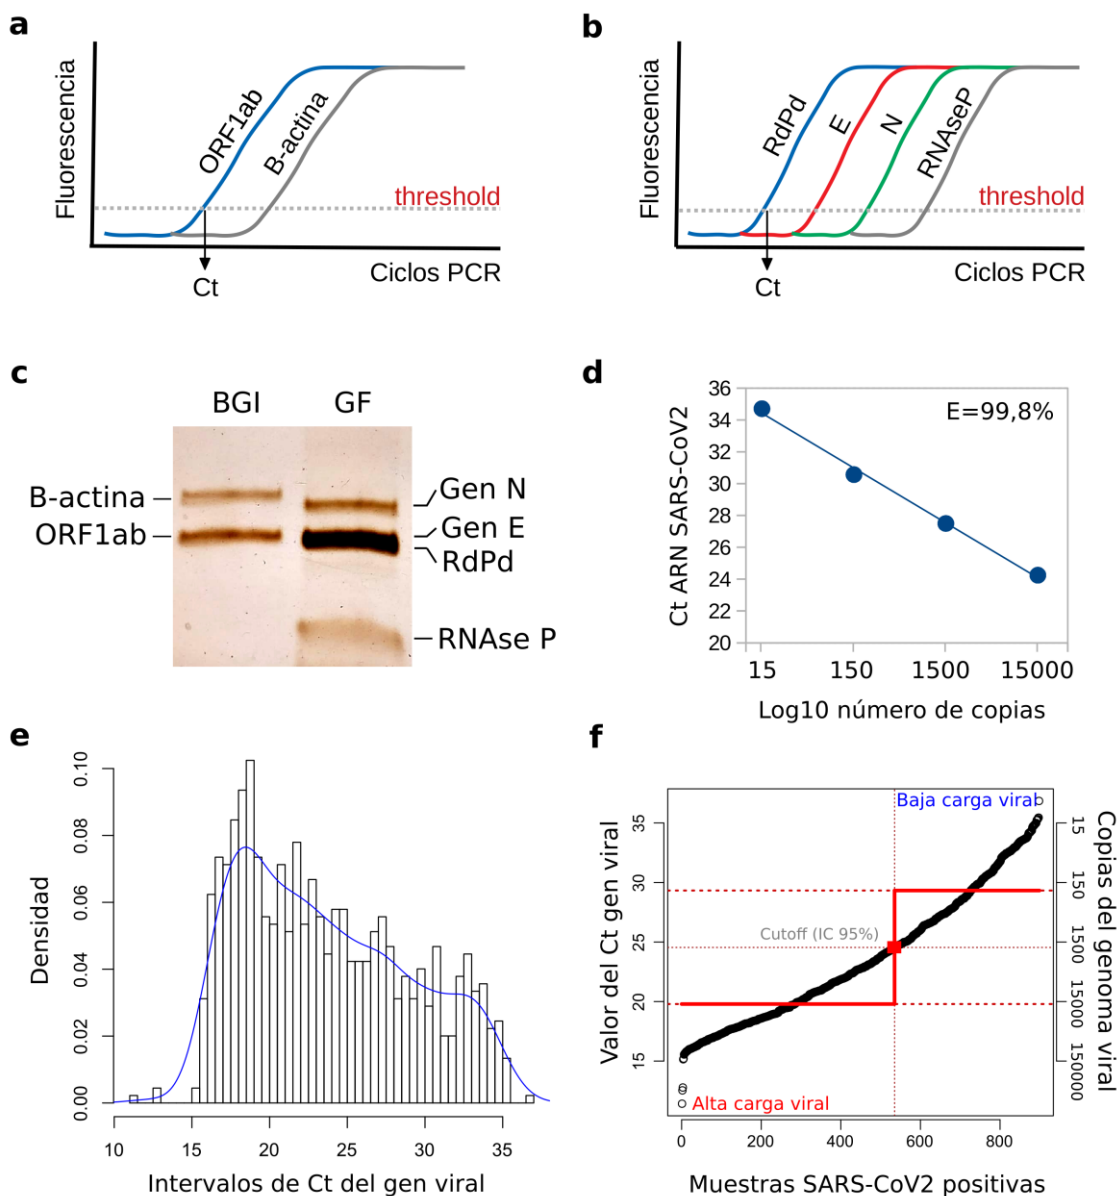 a
Fluorescencia
ORF1ab
B-actina
threshold
Ct
Ciclos PCR
b
Fluorescencia
RdPd
E
N
RNAseP
threshold
Ct
Ciclos PCR
c
BGI
GF
B-actina
ORF1ab
Gen N
Gen E
RdPd
RNAse P
d
Ct ARN SARS-CoV2
36
34
32
30
28
26
24
22
20
E=99,8%
15 150 1500 15000
Log10 número de copias
e
Densidad
0.10
0.08
0.06
0.04
0.02
0.00
10 15 20 25 30 35
Intervalos de Ct del gen viral
f
Valor del Ct gen viral
35
30
25
20
15
Baja carga viral
Cutoff (IC 95%)
Alta carga viral
15
150
1500
15000
150000
Copias del genoma viral
0 200 400 600 800
Muestras SARS-CoV2 positivas